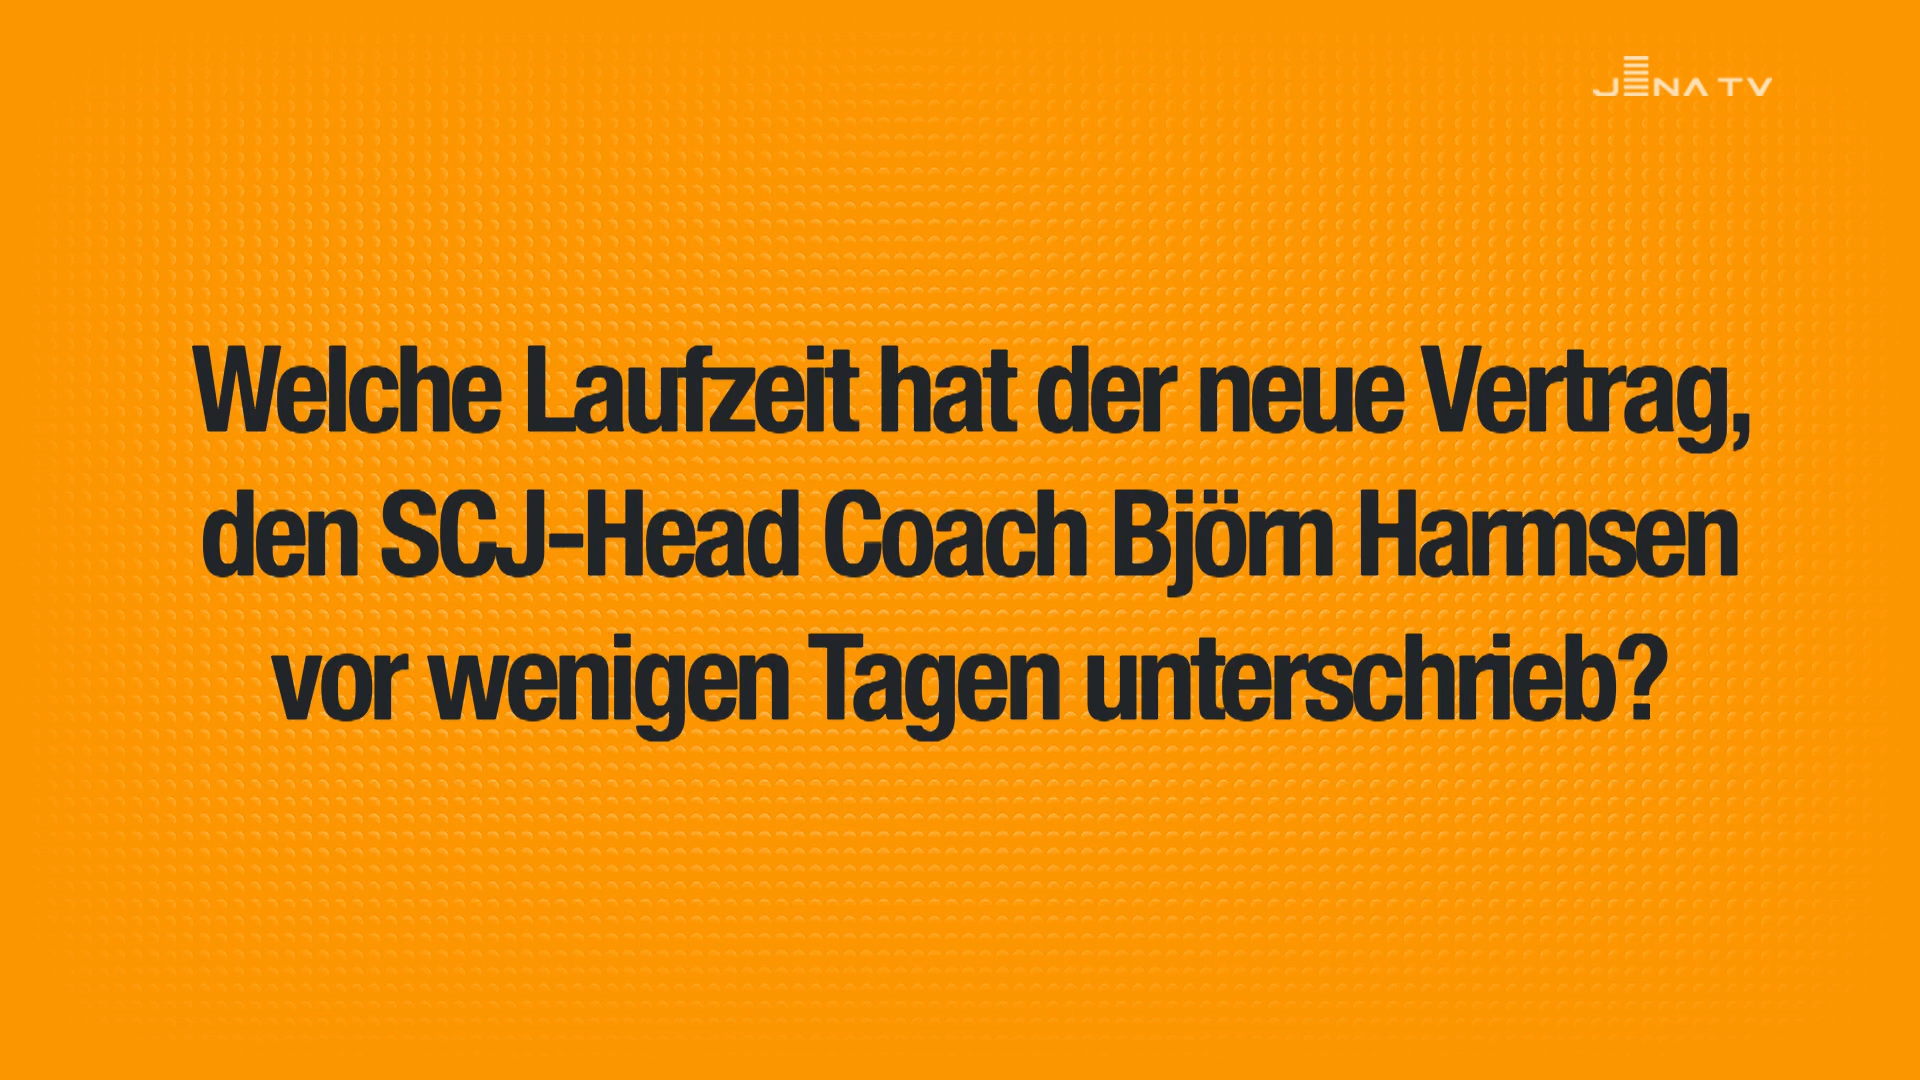 JENA TV
Welche Laufzeit hat der neue Vertrag,
den SCJ-Head Coach Björn Harmsen
vor wenigen Tagen unterschrieb?